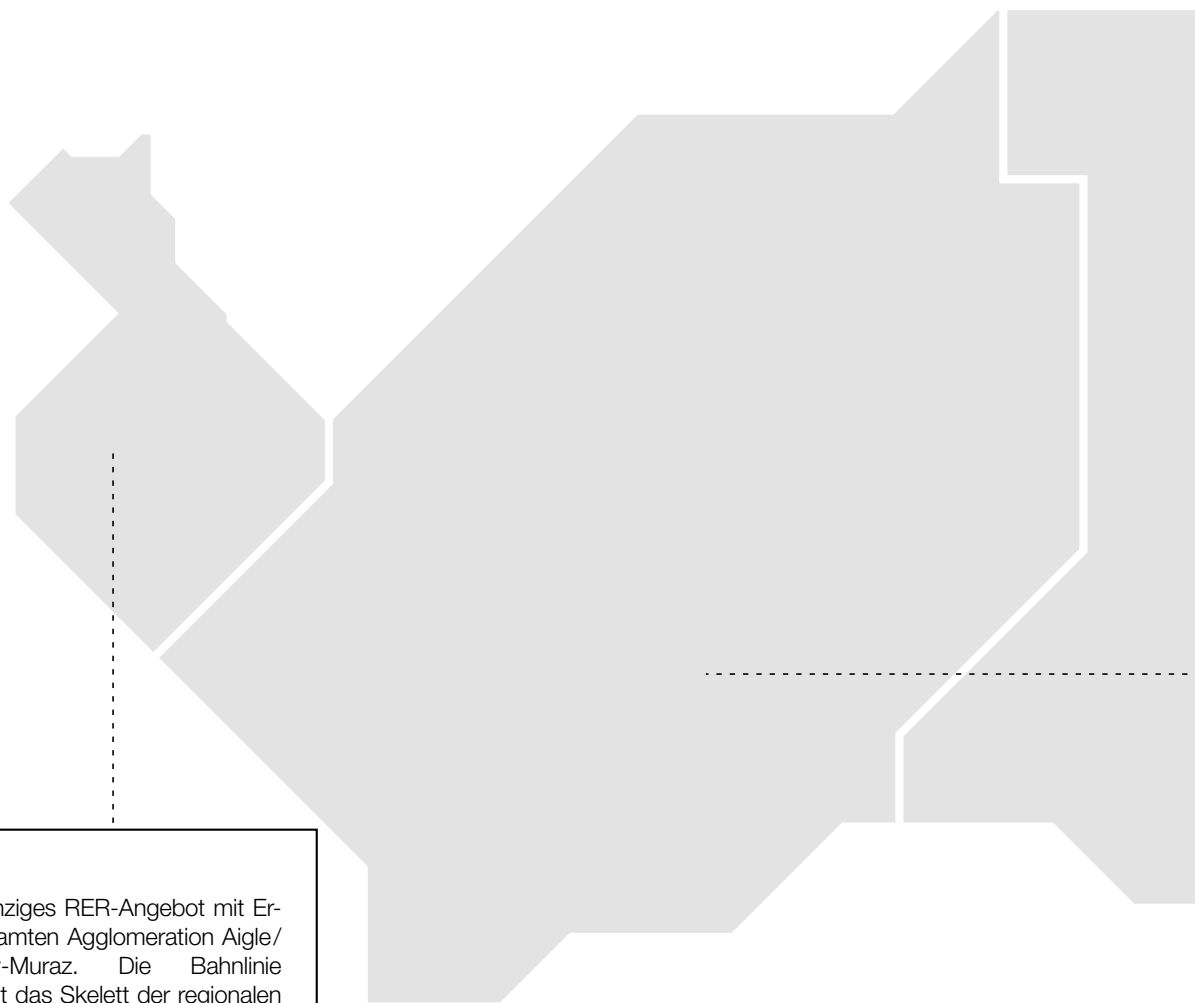 nziges RER-Angebot mit Er-
amten Agglomeration Aigle/
-Muraz. Die Bahnlinie
t das Skelett der regionalen